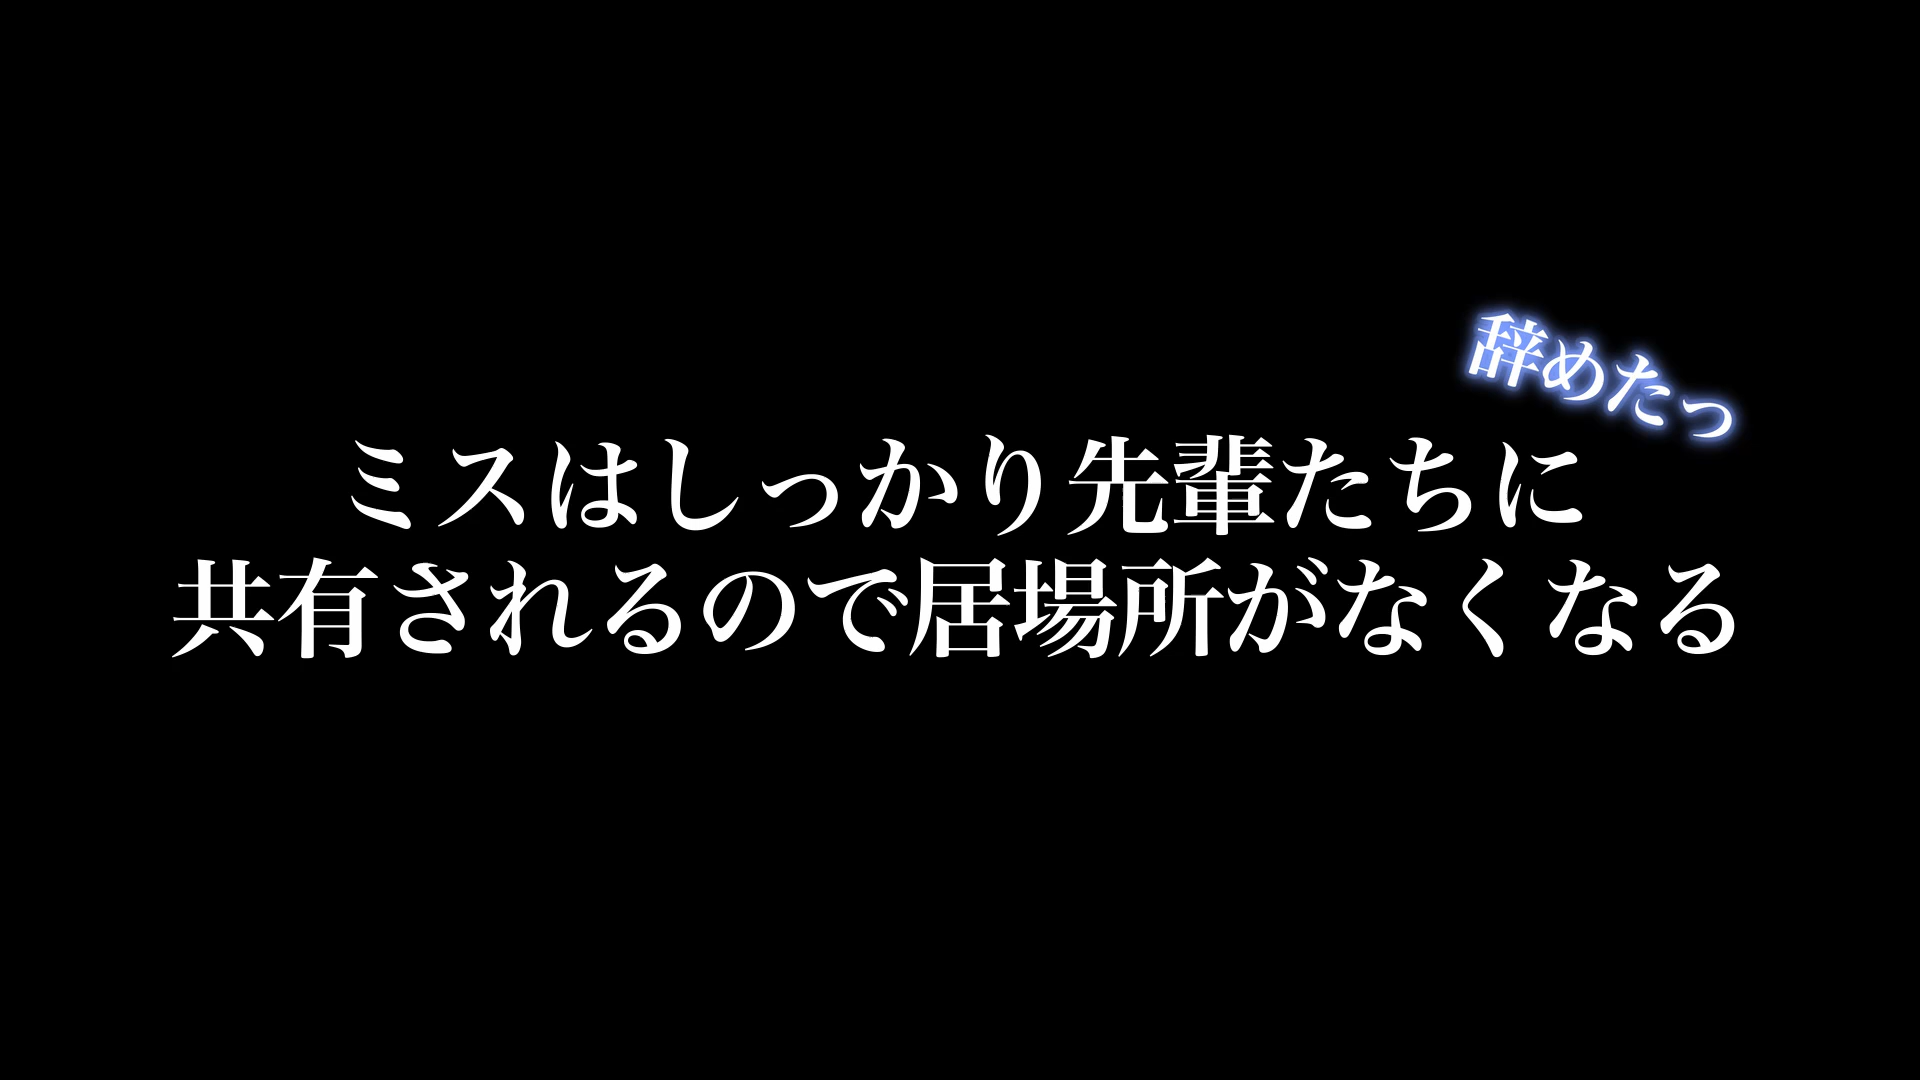 辞めたっ
ミスはしっかり先輩たちに
共有されるので居場所がなくなる